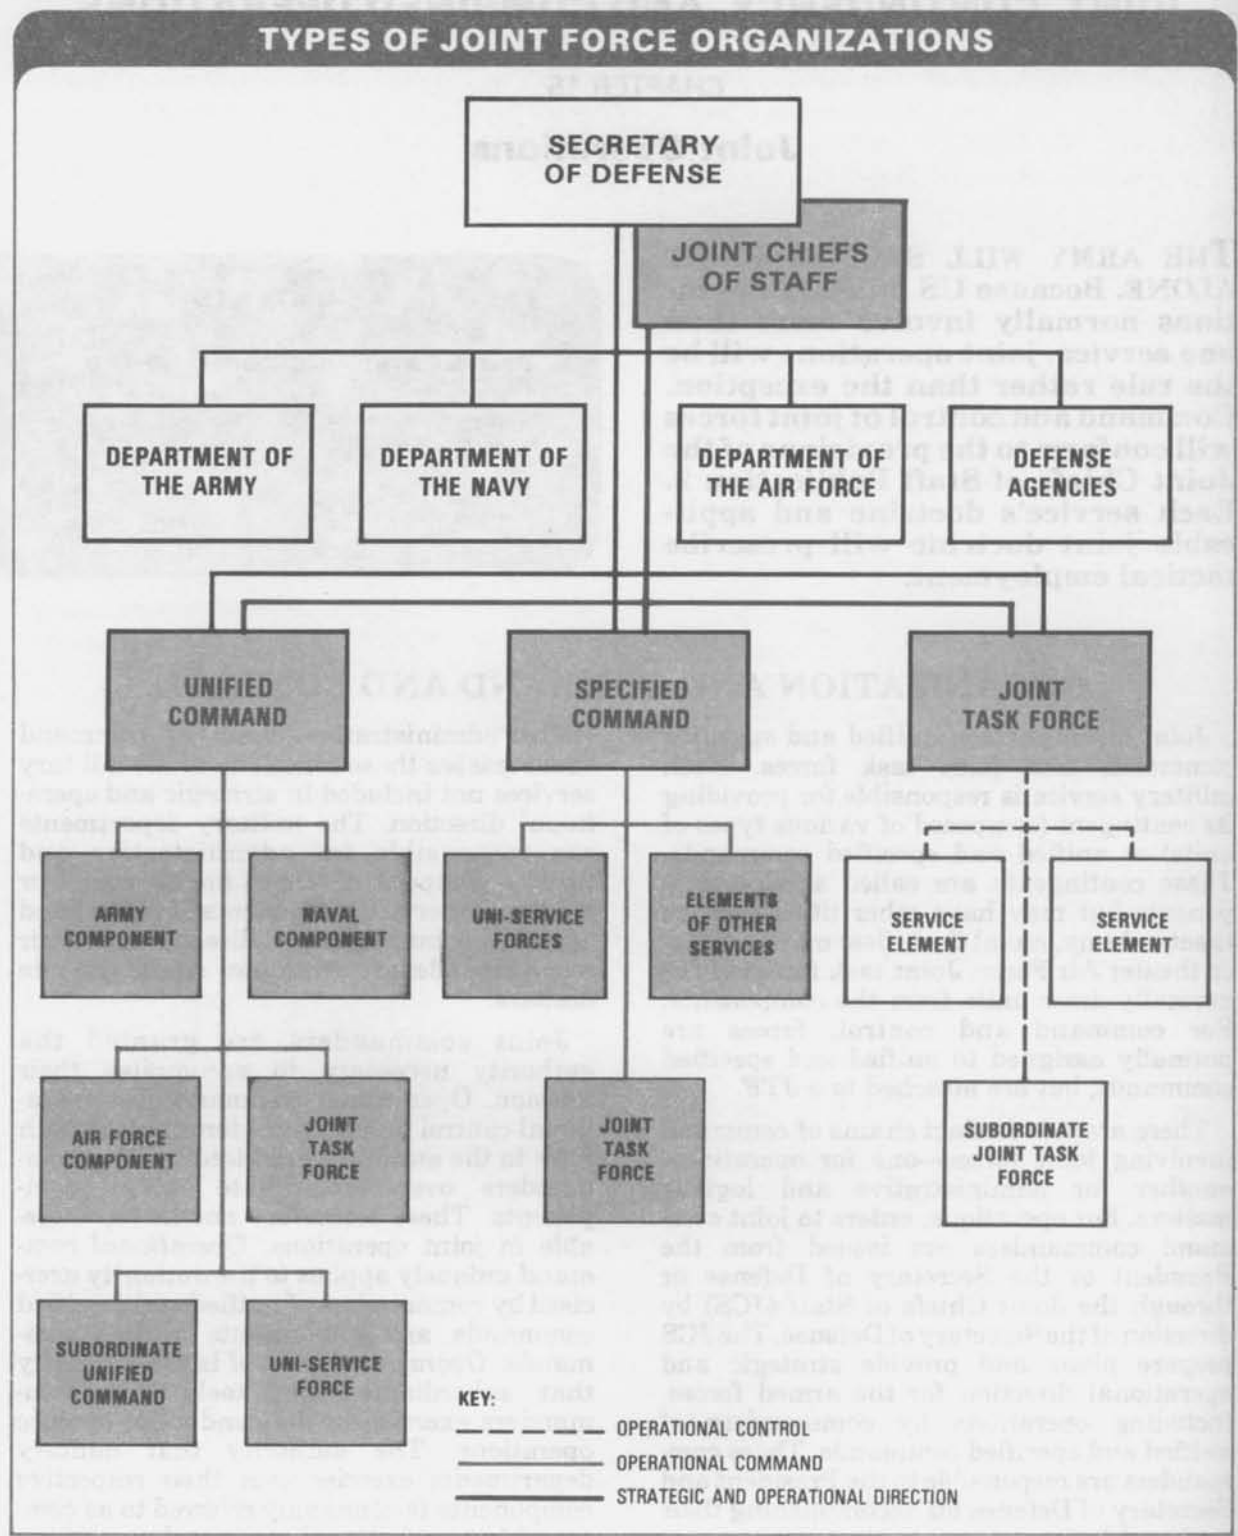 TYPES OF JOINT FORCE ORGANIZATIONS
SECRETARY
OF DEFENSE
JOINT CHIEFS
OF STAFF
DEPARTMENT OF
THE ARMY
DEPARTMENT OF
THE NAVY
DEPARTMENT OF
THE AIR FORCE
DEFENSE
AGENCIES
UNIFIED
COMMAND
SPECIFIED
COMMAND
JOINT
TASK FORCE
ARMY
COMPONENT
NAVAL
COMPONENT
UNI-SERVICE
FORCES
ELEMENTS
OF OTHER
SERVICES
SERVICE
ELEMENT
SERVICE
ELEMENT
AIR FORCE
COMPONENT
JOINT
TASK
FORCE
JOINT
TASK
FORCE
SUBORDINATE
JOINT TASK
FORCE
SUBORDINATE
UNIFIED
COMMAND
UNI-SERVICE
FORCE
KEY:
OPERATIONAL CONTROL
OPERATIONAL COMMAND
STRATEGIC AND OPERATIONAL DIRECTION